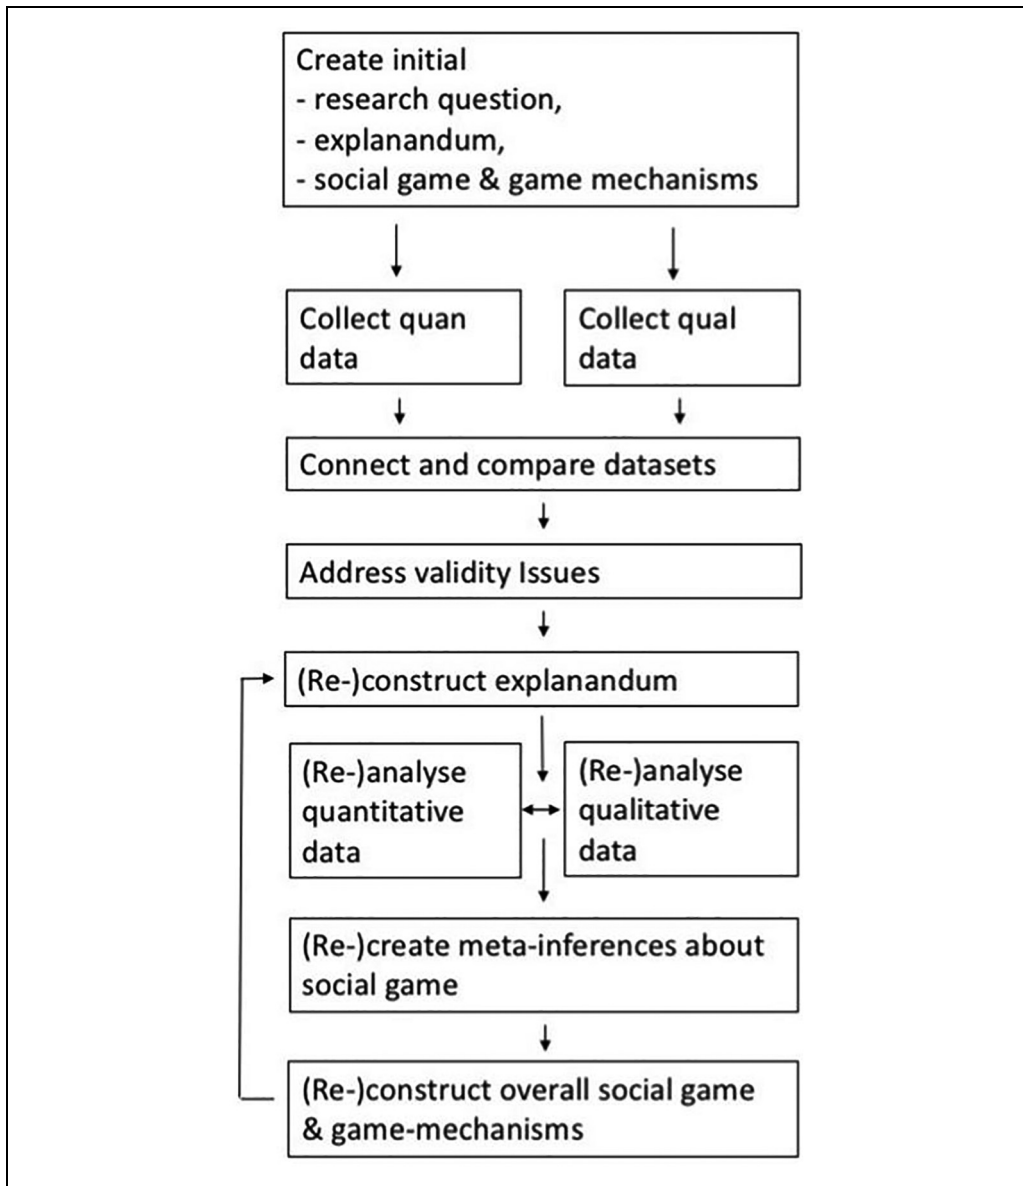 Create initial
- research question,
- explanandum,
- social game & game mechanisms
Collect quan
data
Collect qual
data
Connect and compare datasets
Address validity Issues
(Re-)construct explanandum
(Re-)analyse
quantitative
data
(Re-)analyse
qualitative
data
(Re-)create meta-inferences about
social game
(Re-)construct overall social game
& game-mechanisms